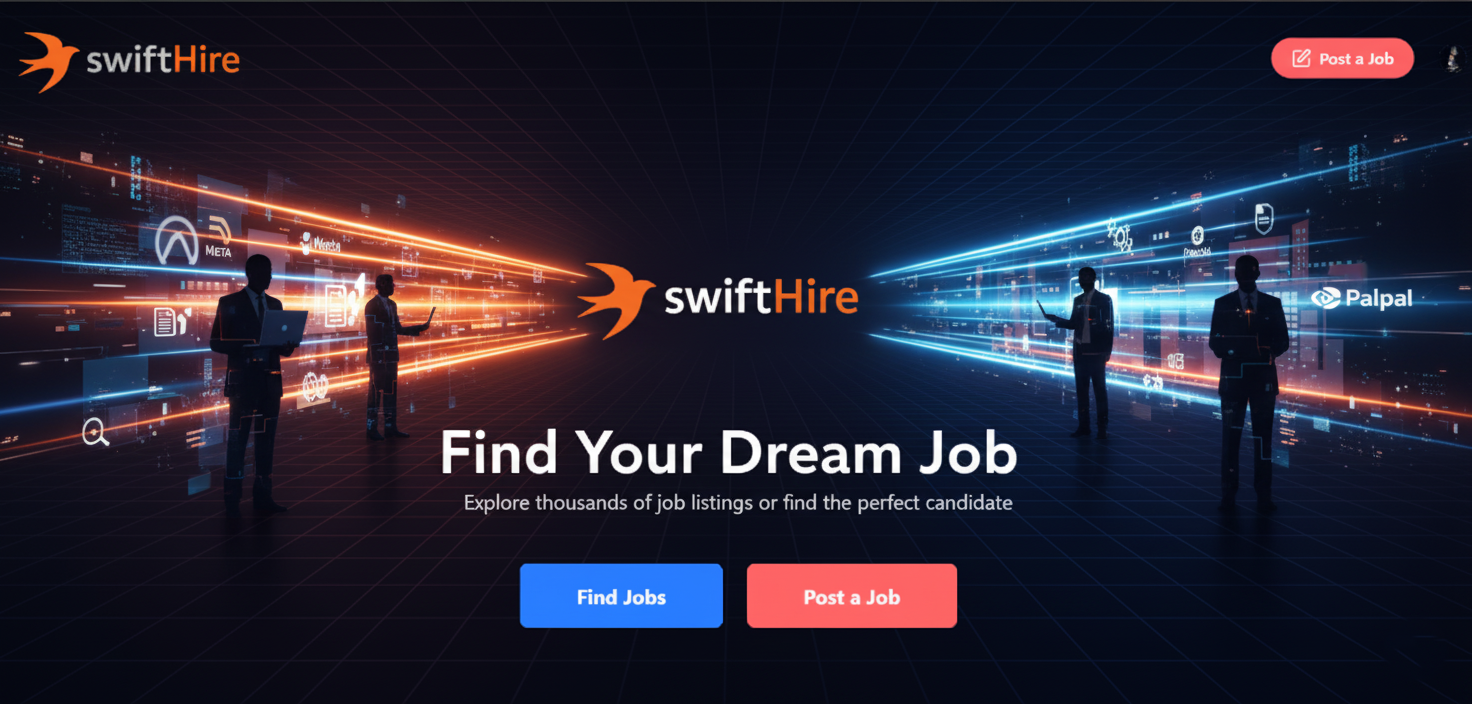 swiftHire
Post a Job
META
Palpal
swiftHire
Find Your Dream Job
Explore thousands of job listings or find the perfect candidate
Find Jobs
Post a Job